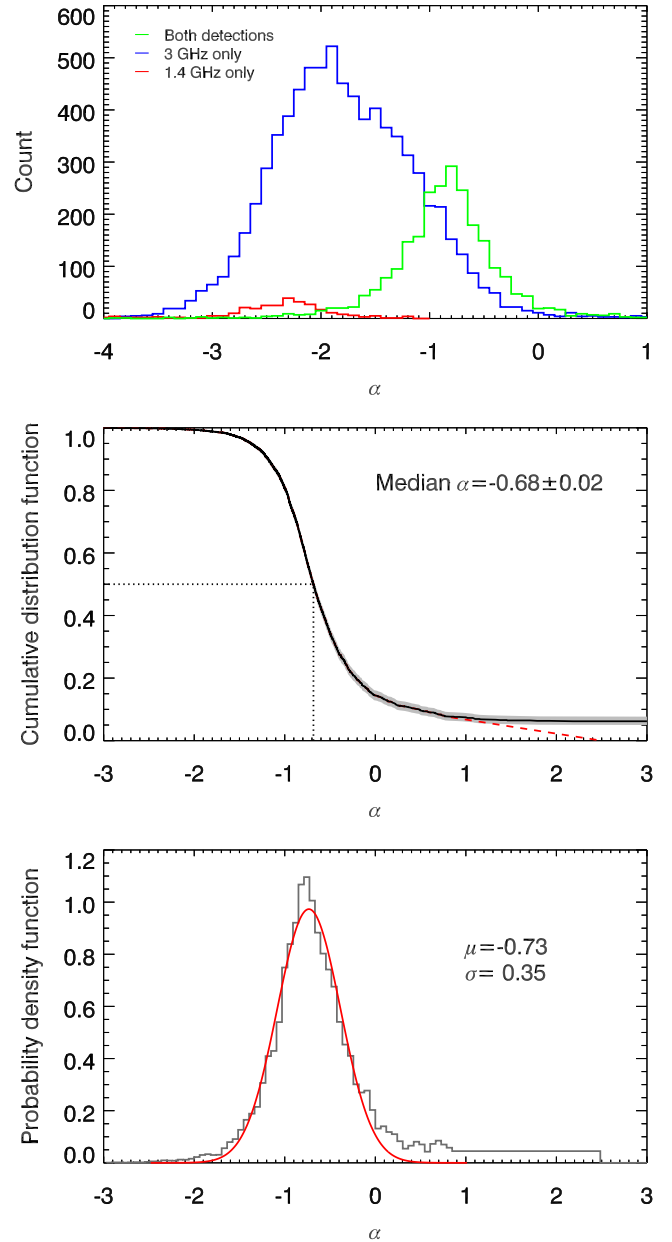 600
500
400
300
200
100
0
Count
Both detections
3 GHz only
1.4 GHz only
-4 -3 -2 -1 0 1
α
1.0
0.8
0.6
0.4
0.2
0.0
Cumulative distribution function
Median α=-0.68±0.02
-3 -2 -1 0 1 2 3
α
1.2
1.0
0.8
0.6
0.4
0.2
0.0
Probability density function
μ=-0.73
σ= 0.35
-3 -2 -1 0 1 2 3
α